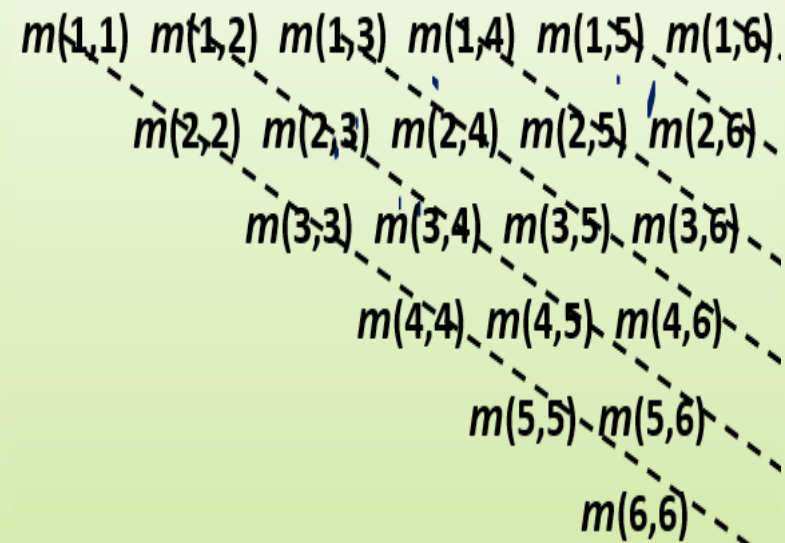 m(1,1) m(1,2) m(1,3) m(1,4) m(1,5) m(1,6)
m(2,2) m(2,3) m(2,4) m(2,5) m(2,6)
m(3,3) m(3,4) m(3,5) m(3,6)
m(4,4) m(4,5) m(4,6)
m(5,5) m(5,6)
m(6,6)